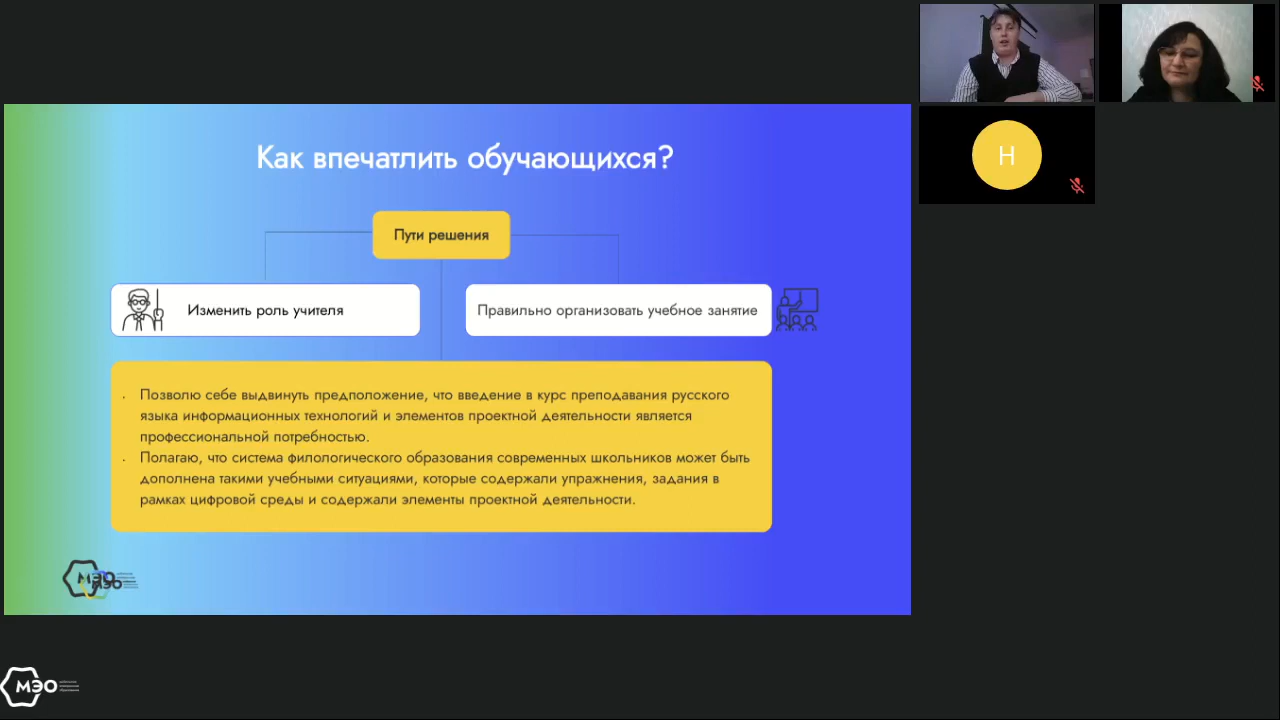 Как впечатлить обучающихся?
Пути решения
Изменить роль учителя
Правильно организовать учебное занятие
Позволю себе выдвинуть предположение, что введение в курс преподавания русского
языка информационных технологий и элементов проектной деятельности является
профессиональной потребностью.
Полагаю, что система филологического образования современных школьников может быть
дополнена такими учебными ситуациями, которые содержали упражнения, задания в
рамках цифровой среды и содержали элементы проектной деятельности.
МЭО
МЭО
Н
МЭО